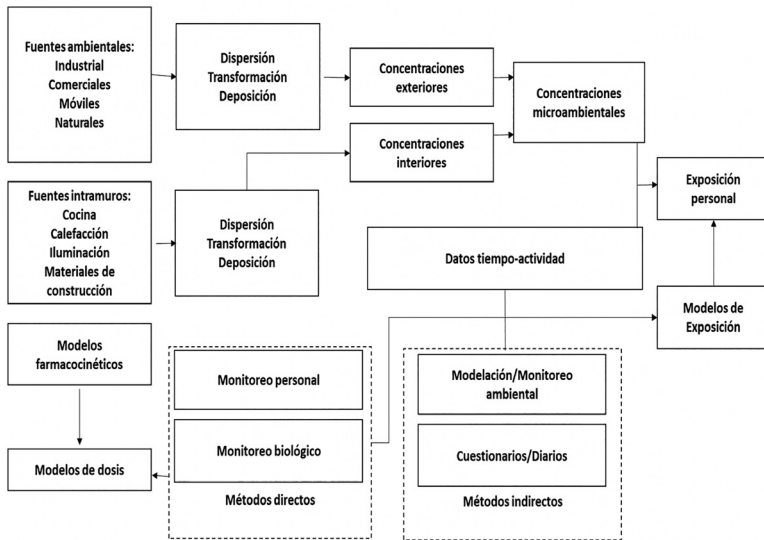 Fuentes ambientales:
Industrial
Comerciales
Móviles
Naturales
Dispersión
Transformación
Deposición
Concentraciones
exteriores
Concentraciones
microambientales
Concentraciones
interiores
Fuentes intramuros:
Cocina
Calefacción
Iluminación
Materiales de
construcción
Dispersión
Transformación
Deposición
Exposición
personal
Datos tiempo-actividad
Modelos de
Exposición
Modelos
farmacocinéticos
Monitoreo personal
Modelación/Monitoreo
ambiental
Modelos de dosis
Monitoreo biológico
Cuestionarios/Diarios
Métodos directos
Métodos indirectos